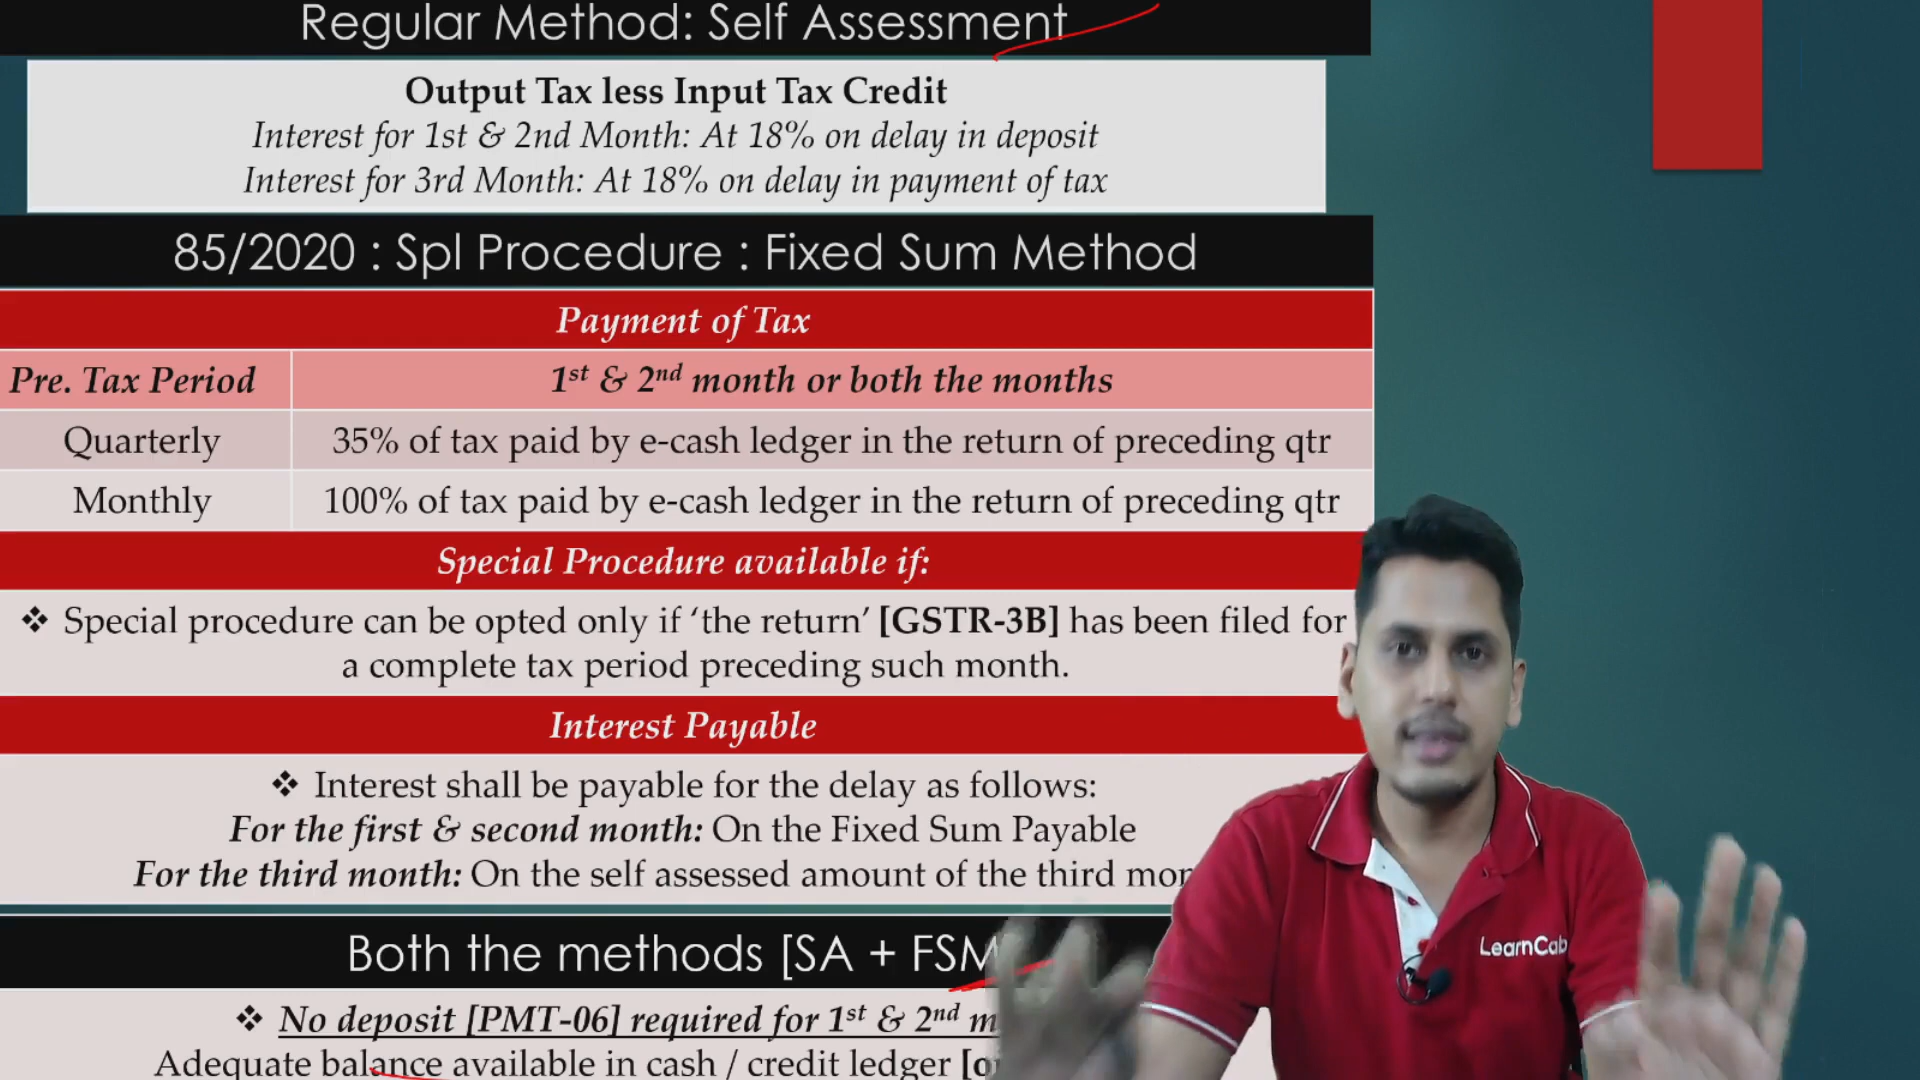 Regular Method: Self Assessment
Output Tax less Input Tax Credit
Interest for 1st & 2nd Month: At 18% on delay in deposit
Interest for 3rd Month: At 18% on delay in payment of tax
85/2020 : Spl Procedure : Fixed Sum Method
Payment of Tax
Pre. Tax Period
1st & 2nd month or both the months
Quarterly
35% of tax paid by e-cash ledger in the return of preceding qtr
Monthly
100% of tax paid by e-cash ledger in the return of preceding qtr
Special Procedure available if:
❖ Special procedure can be opted only if ‘the return’ [GSTR-3B] has been filed for
a complete tax period preceding such month.
Interest Payable
❖ Interest shall be payable for the delay as follows:
For the first & second month: On the Fixed Sum Payable
For the third month: On the self assessed amount of the third
Both the methods [SA + FSM
❖ No deposit [PMT-06] required for 1st & 2nd
Adequate balance available in cash / credit ledger
LearnCab